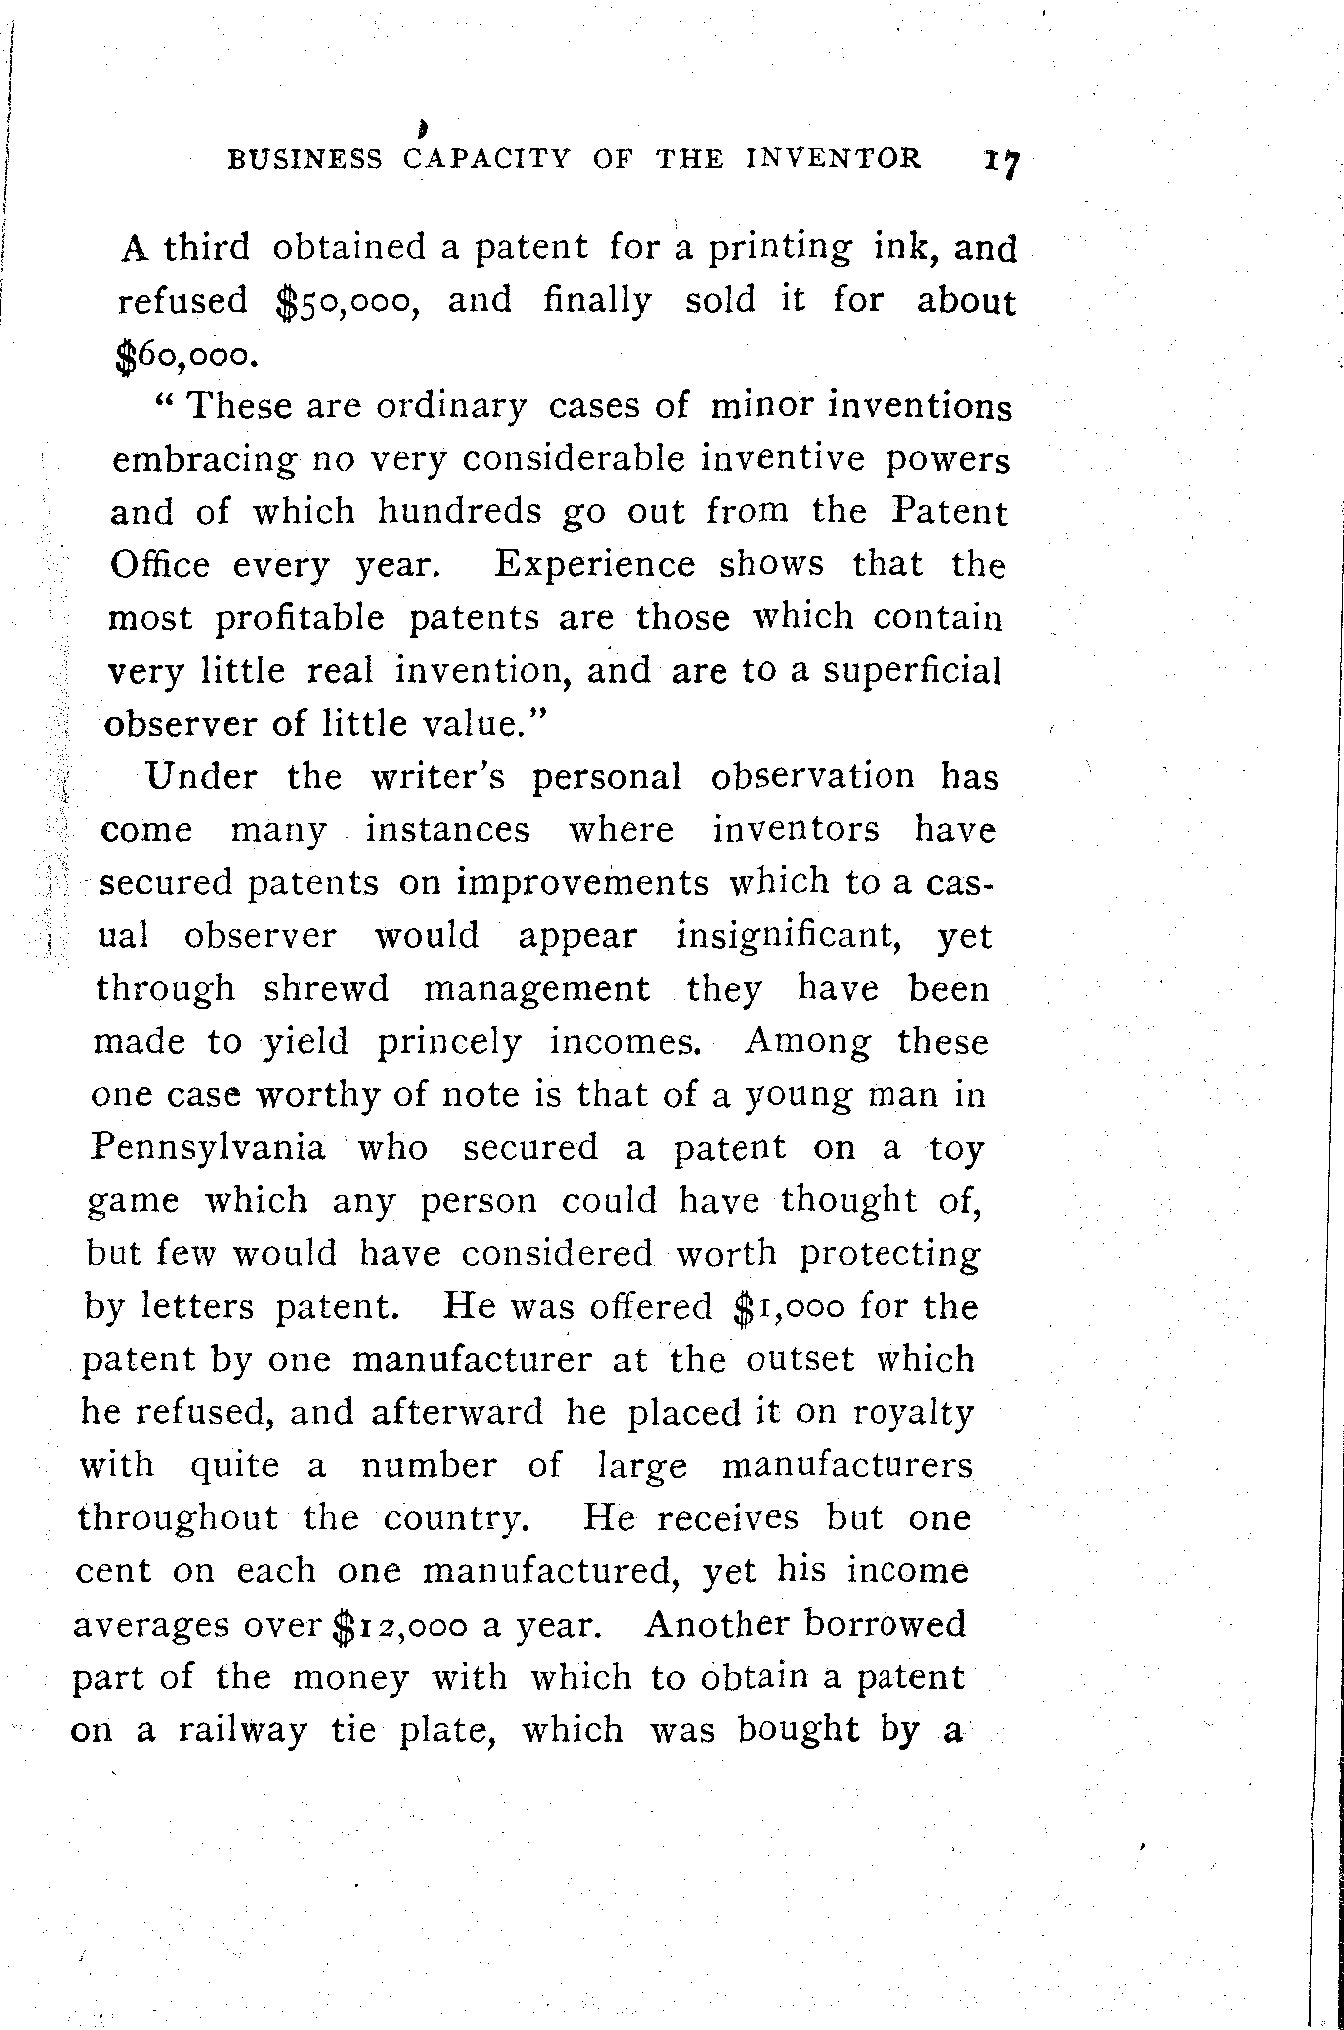 BUSINESS CAPACITY OF THE INVENTOR 17
A third obtained a patent for a printing ink, and
refused $50,000, and finally sold it for about
$60,000.
“ These are ordinary cases of minor inventions
embracing no very considerable inventive powers
and of which hundreds go out from the Patent
Office every year. Experience shows that the
most profitable patents are those which contain
very little real invention, and are to a superficial
observer of little value.”
Under the writer's personal observation has
come many instances where inventors have
secured patents on improvements which to a cas-
ual observer would appear insignificant, yet
through shrewd management they have been
made to yield princely incomes. Among these
one case worthy of note is that of a young man in
Pennsylvania who secured a patent on a toy
game which any person could have thought of,
but few would have considered worth protecting
by letters patent. He was offered $1,000 for the
patent by one manufacturer at the outset which
he refused, and afterward he placed it on royalty
with quite a number of large manufacturers
throughout the country. He receives but one
cent on each one manufactured, yet his income
averages over $12,000 a year. Another borrowed
part of the money with which to obtain a patent
on a railway tie plate, which was bought by a